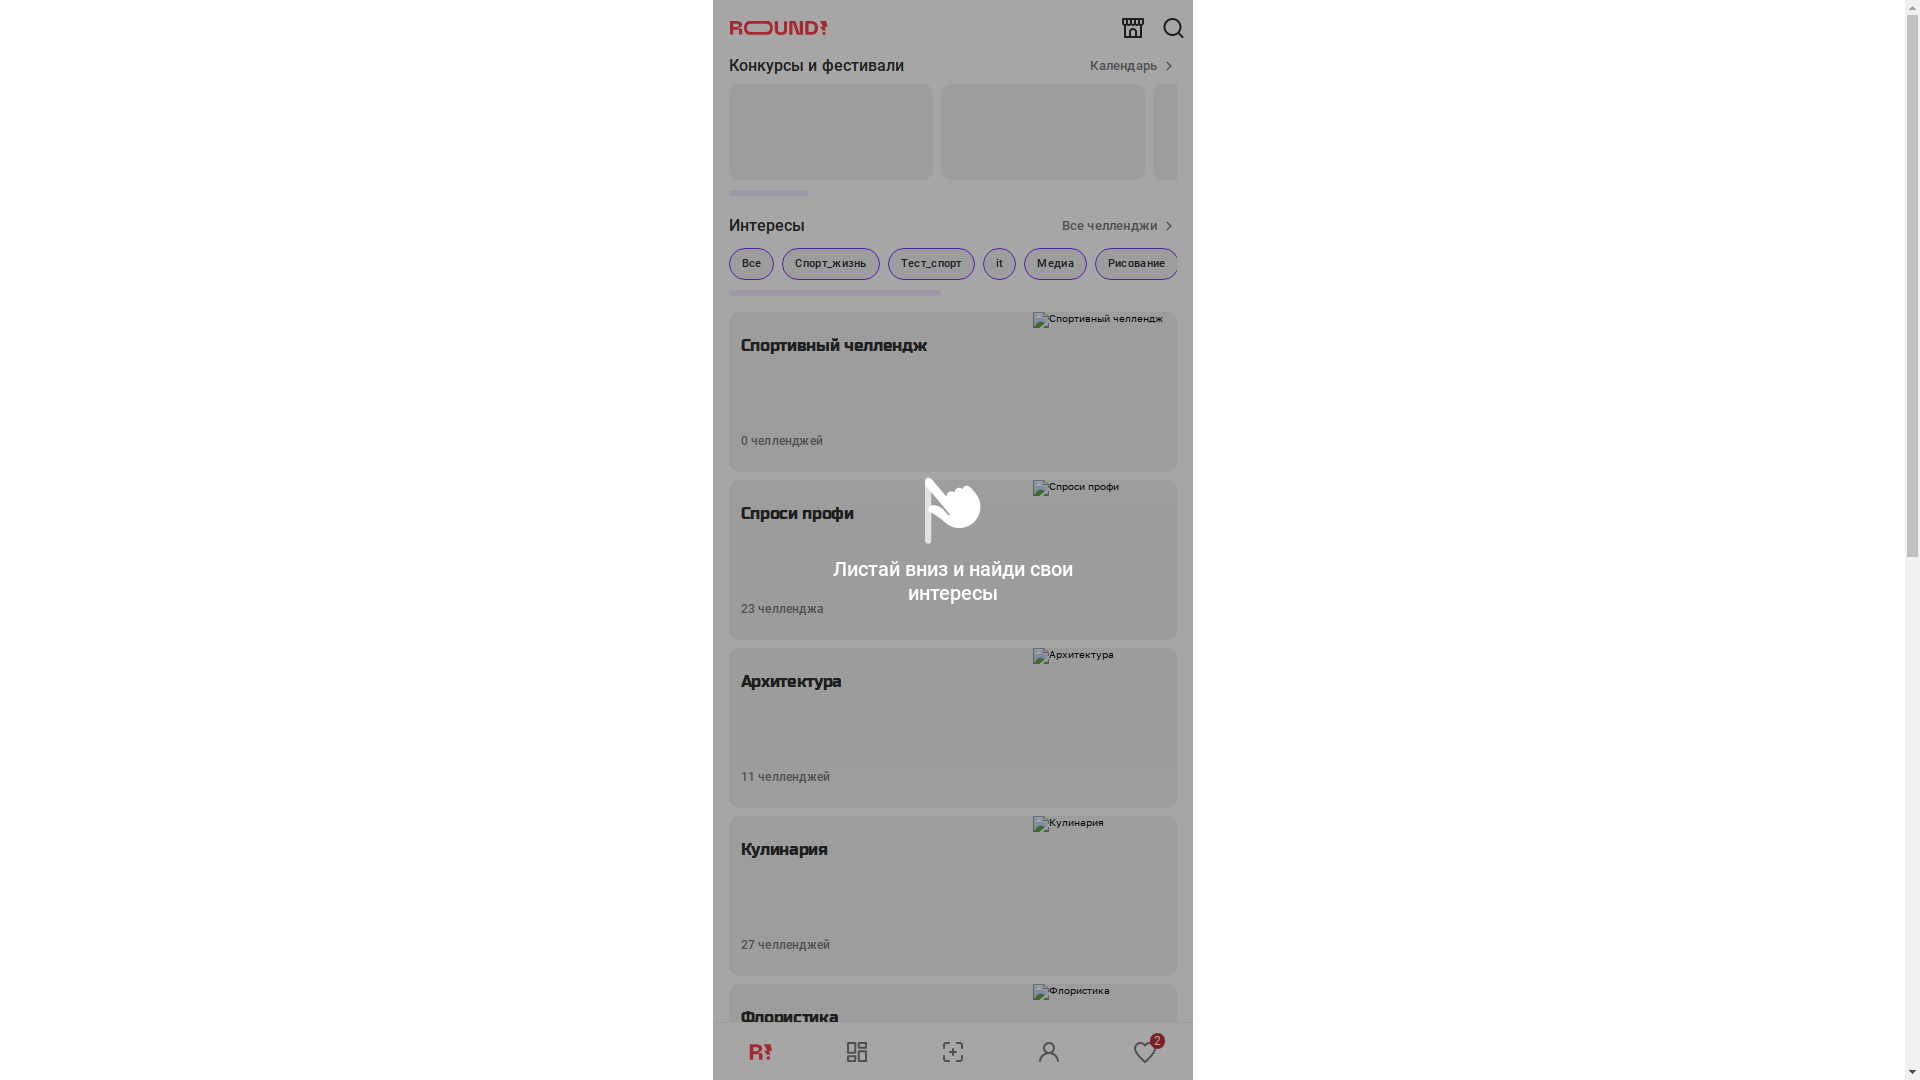 ROUND!
Конкурсы и фестивали
Календарь
Интересы
Все челленджи
Все
Спорт_жизнь
Тест_спорт
it
Медиа
Рисование
Спортивный челлендж
Спортивный челлендж
0 челленджей
Спроси профи
Спроси профи
Листай вниз и найди свои
интересы
23 челленджа
Архитектура
Архитектура
11 челленджей
Кулинария
Кулинария
27 челленджей
Флористика
Флористика
R!
2